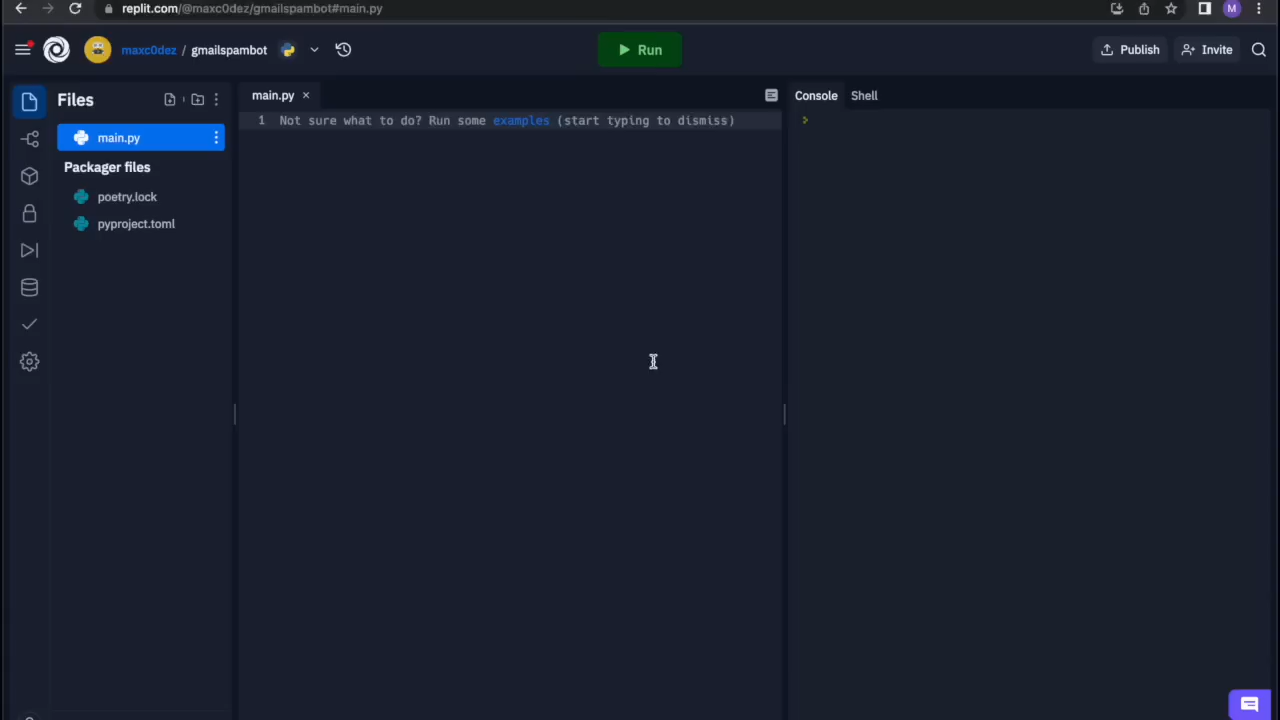 replit.com/@maxc0dez/gmailspambot#main.py
M
maxc0dez / gmailspambot
Run
Publish
Invite
Files
main.py
Packager files
poetry.lock
pyproject.toml
main.py ×
1 Not sure what to do? Run some examples (start typing to dismiss)
Console Shell
>